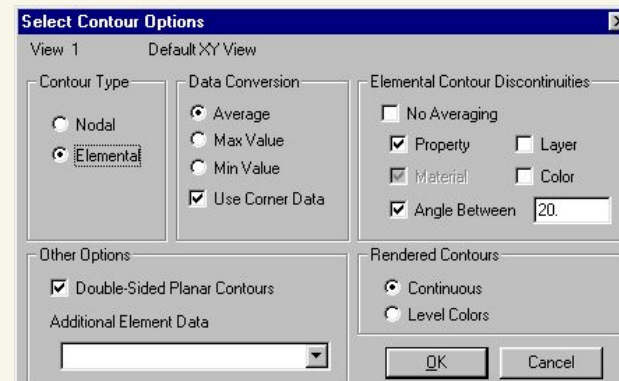 Select Contour Options
View 1 Default XY View
Contour Type
Nodal
Elemental
Data Conversion
Average
Max Value
Min Value
Use Corner Data
Elemental Contour Discontinuities
No Averaging
Property Layer
Material Color
Angle Between 20.
Other Options
Double-Sided Planar Contours
Additional Element Data
Rendered Contours
Continuous
Level Colors
OK Cancel